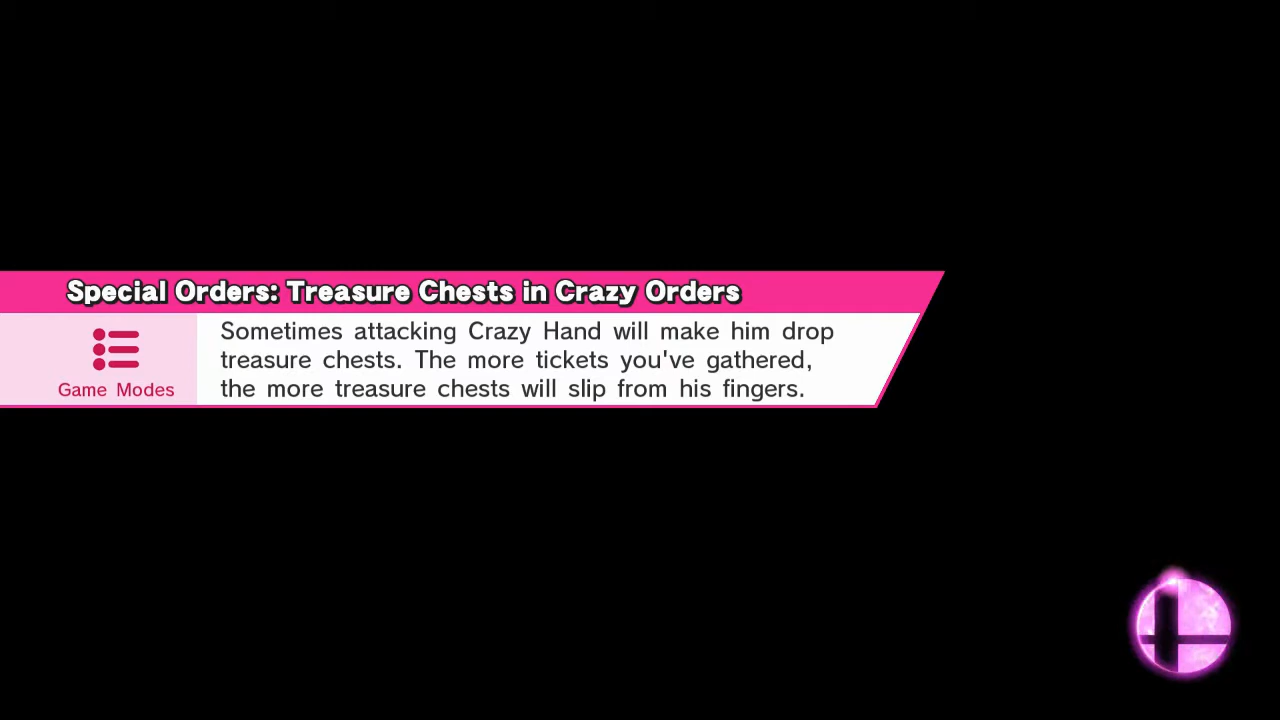 Special Orders: Treasure Chests in Crazy Orders
Sometimes attacking Crazy Hand will make him drop
treasure chests. The more tickets you've gathered,
the more treasure chests will slip from his fingers.
Game Modes